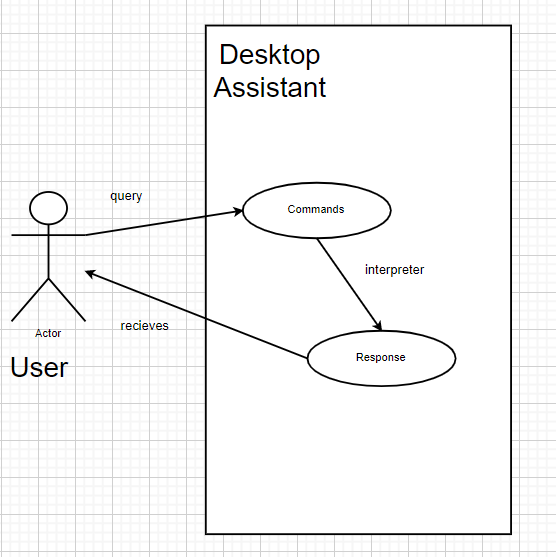 Desktop
Assistant
query
Commands
interpreter
recieves
Actor
Response
User